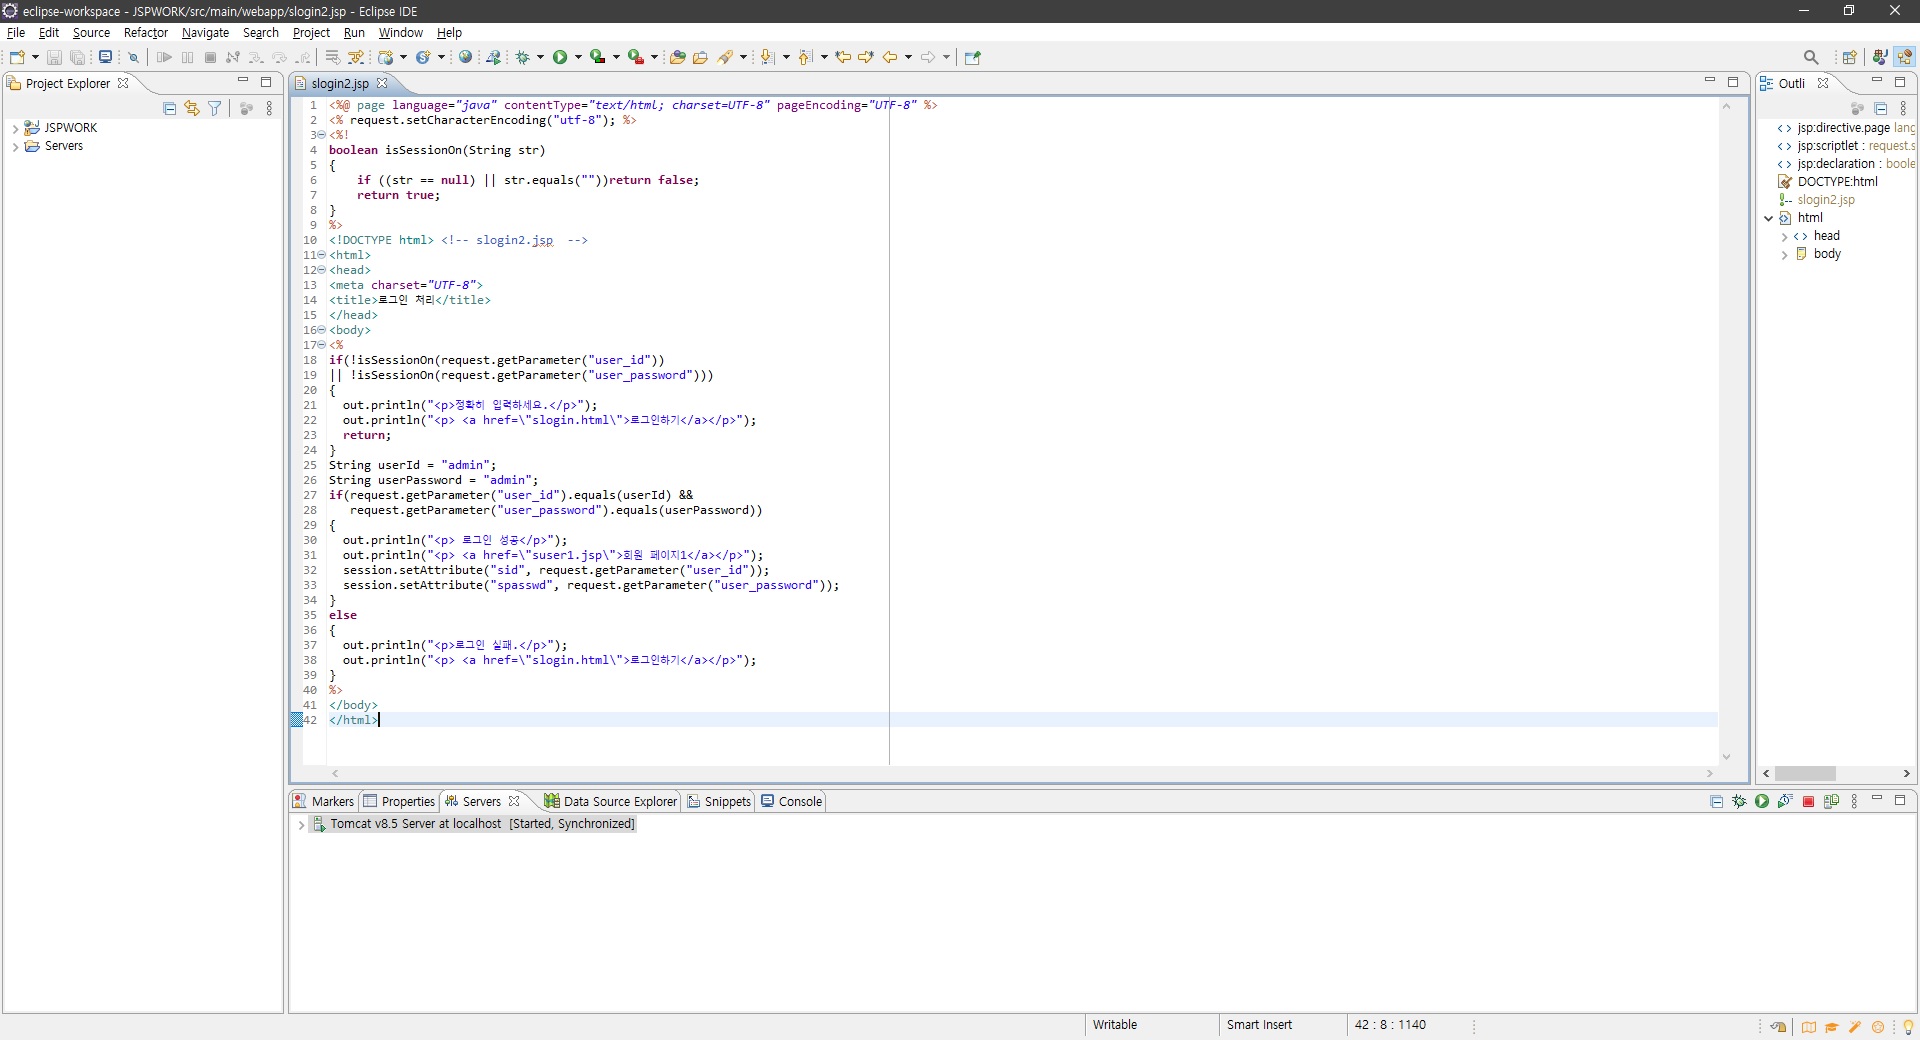 eclipse-workspace - JSPWORK/src/main/webapp/slogin2.jsp - Eclipse IDE
File Edit Source Refactor Navigate Search Project Run Window Help
Project Explorer
JSPWORK
Servers
slogin2.jsp
1 <%@ page language="java" contentType="text/html; charset=UTF-8" pageEncoding="UTF-8" %>
2 <% request.setCharacterEncoding("utf-8"); %>
3 <%!
4 boolean isSessionOn(String str)
5 {
6 if ((str == null) || str.equals(""))return false;
7 return true;
8 }
9 %>
10 <!DOCTYPE html> <!-- slogin2.jsp -->
11 <html>
12 <head>
13 <meta charset="UTF-8">
14 <title>로그인 처리</title>
15 </head>
16 <body>
17 <%
18 if(!isSessionOn(request.getParameter("user_id"))
19 || !isSessionOn(request.getParameter("user_password")))
20 {
21 out.println("<p>정확히 입력하세요.</p>");
22 out.println("<p> <a href=\"slogin.html\">로그인하기</a></p>");
23 return;
24 }
25 String userId = "admin";
26 String userPassword = "admin";
27 if(request.getParameter("user_id").equals(userId) &&
28 request.getParameter("user_password").equals(userPassword))
29 {
30 out.println("<p> 로그인 성공</p>");
31 out.println("<p> <a href=\"suser1.jsp\">회원 페이지1</a></p>");
32 session.setAttribute("sid", request.getParameter("user_id"));
33 session.setAttribute("spasswd", request.getParameter("user_password"));
34 }
35 else
36 {
37 out.println("<p>로그인 실패.</p>");
38 out.println("<p> <a href=\"slogin.html\">로그인하기</a></p>");
39 }
40 %>
41 </body>
42 </html>
Outli
jsp:directive.page lang
jsp:scriptlet : request.s
jsp:declaration : boole
DOCTYPE:html
slogin2.jsp
html
head
body
Markers Properties Servers Data Source Explorer Snippets Console
Tomcat v8.5 Server at localhost [Started, Synchronized]
Writable Smart Insert 42 : 8 : 1140